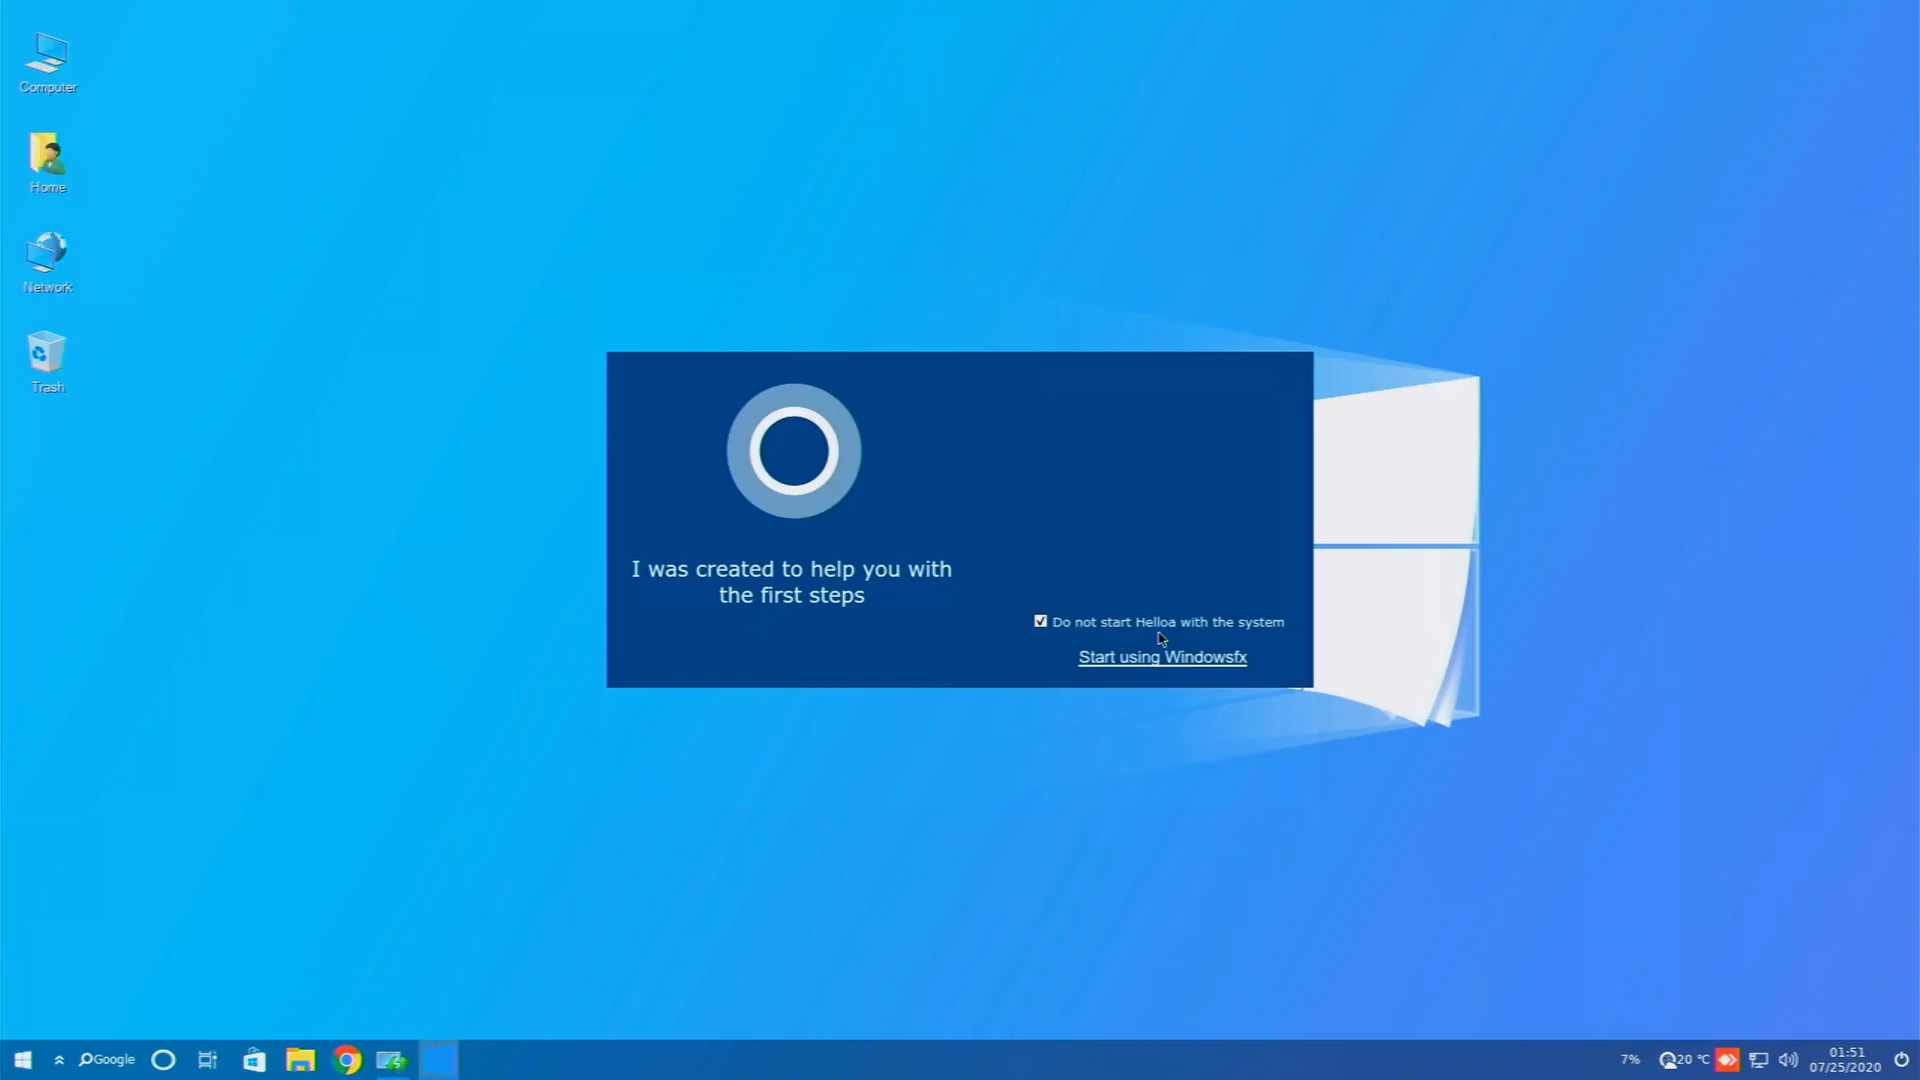 Computer
Home
Network
Trash
I was created to help you with
the first steps
Do not start Helloa with the system
Start using Windowsfx
Google
7%
20 °C
01:51
07/25/2020